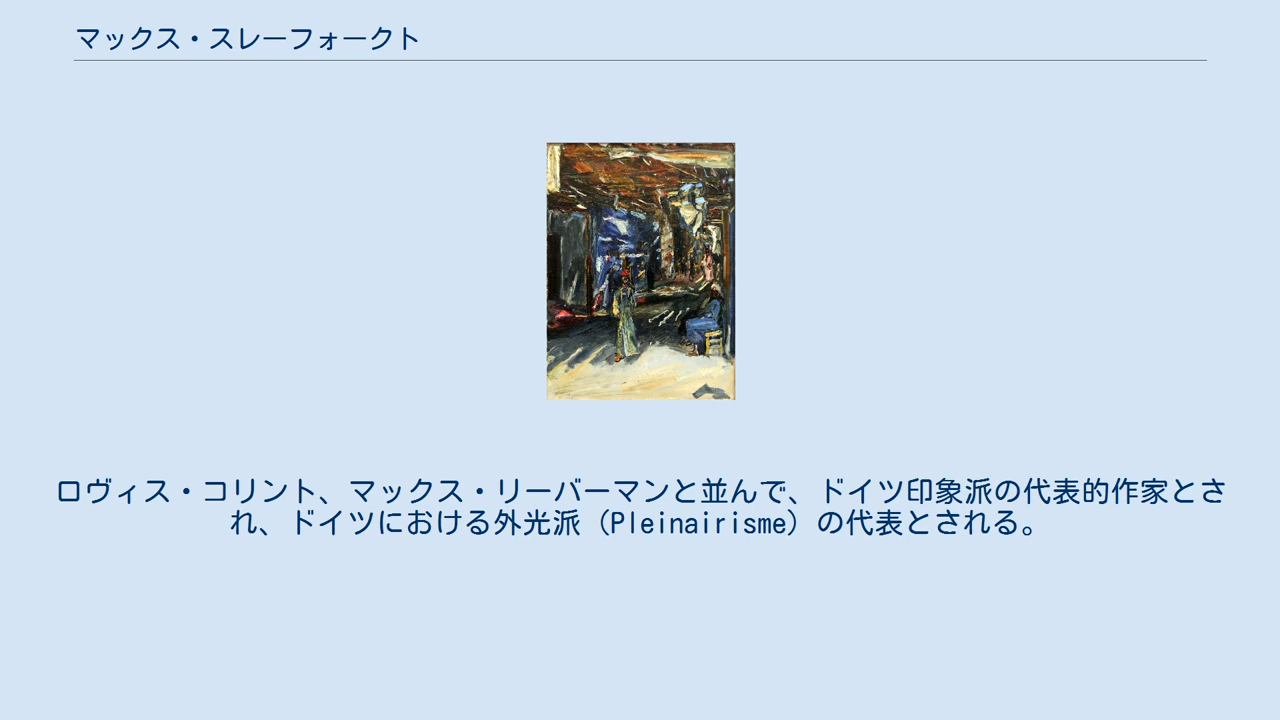 マックス・スレーフォークト
ロヴィス・コリント、マックス・リーバーマンと並んで、ドイツ印象派の代表的作家とさ
れ、ドイツにおける外光派（Pleinairisme）の代表とされる。